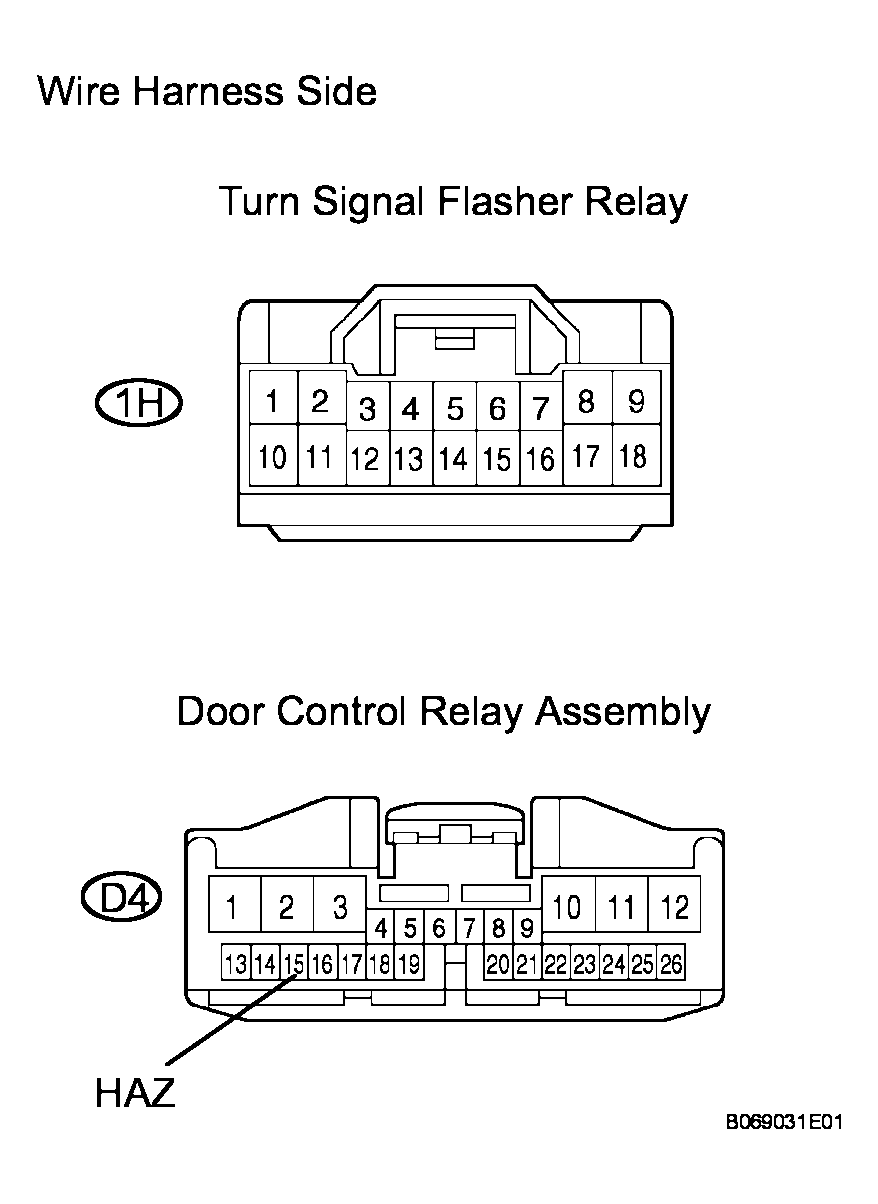 Wire Harness Side
Turn Signal Flasher Relay
1H
1 2 3 4 5 6 7 8 9
10 11 12 13 14 15 16 17 18
Door Control Relay Assembly
D4
1 2 3 10 11 12
4 5 6 7 8 9
13 14 15 16 17 18 19 20 21 22 23 24 25 26
HAZ
B069031E01